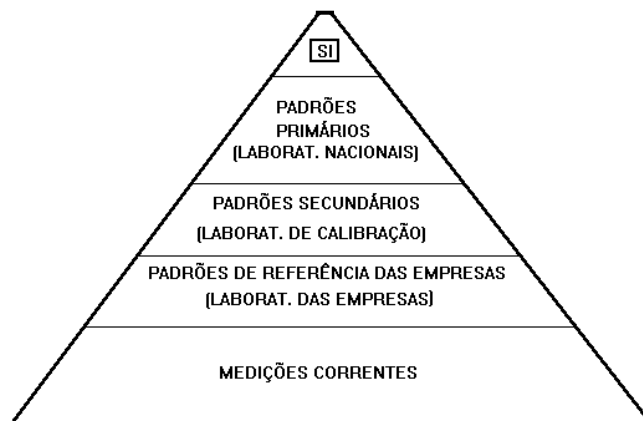 SI
PADRÕES
PRIMÁRIOS
(LABORAT. NACIONAIS)
PADRÕES SECUNDÁRIOS
(LABORAT. DE CALIBRAÇÃO)
PADRÕES DE REFERÊNCIA DAS EMPRESAS
(LABORAT. DAS EMPRESAS)
MEDIÇÕES CORRENTES